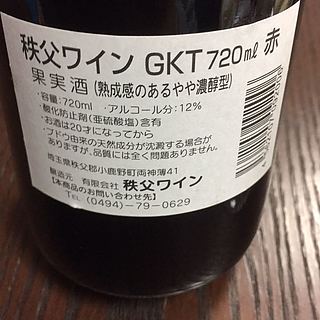 秩父ワイン GKT 720㎖ 赤
果実酒 (熟成感のあるやや濃醇型)
・容量:720ml ・アルコール分:12%
・酸化防止剤(亜硫酸塩)含有
・お酒は20才になってから
・ブドウ由来の天然成分が沈澱する場合が
ありますが、品質には全く問題ありません。
埼玉県秩父郡小鹿野町両神薄41
醸造元 有限会社 秩父ワイン
【本商品のお問い合わせ先】
TEL (0494)-79-0629